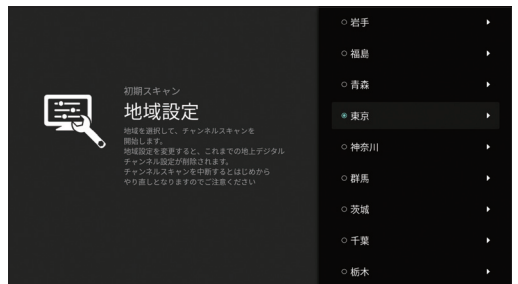 初期スキャン
地域設定
地域を選択して、チャンネルスキャンを
開始します。
地域設定を変更すると、これまでの地上デジタル
チャンネル設定が削除されます。
チャンネルスキャンを中断するとはじめから
やり直しとなりますのでご注意ください
岩手
福島
青森
東京
神奈川
群馬
茨城
千葉
栃木